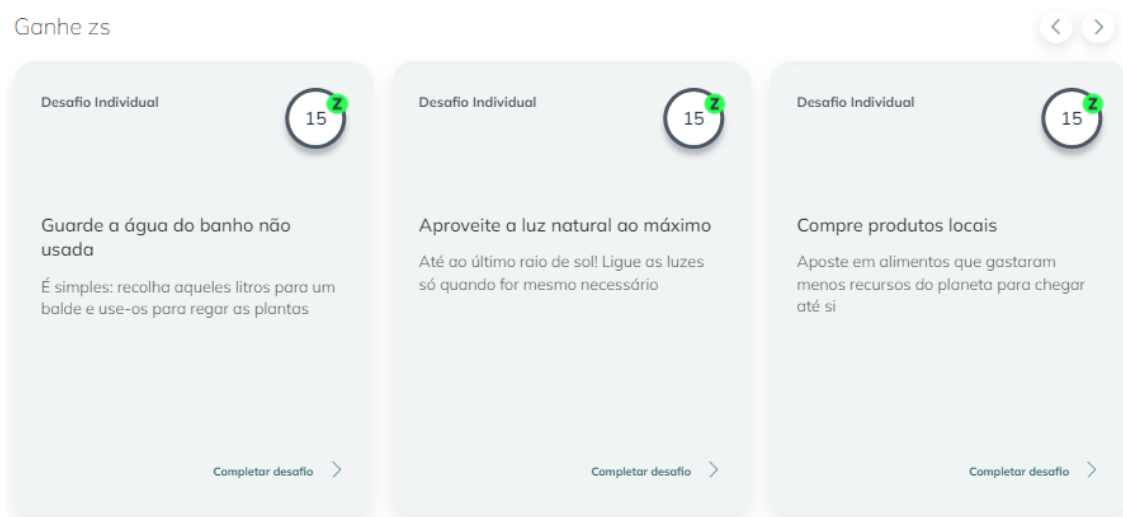 Ganhe zs
Desafio Individual
15
Z
Guarde a água do banho não
usada
É simples: recolha aqueles litros para um
balde e use-os para regar as plantas
Completar desafio
Desafio Individual
15
Z
Aproveite a luz natural ao máximo
Até ao último raio de sol! Ligue as luzes
só quando for mesmo necessário
Completar desafio
Desafio Individual
15
Z
Compre produtos locais
Aposte em alimentos que gastaram
menos recursos do planeta para chegar
até si
Completar desafio